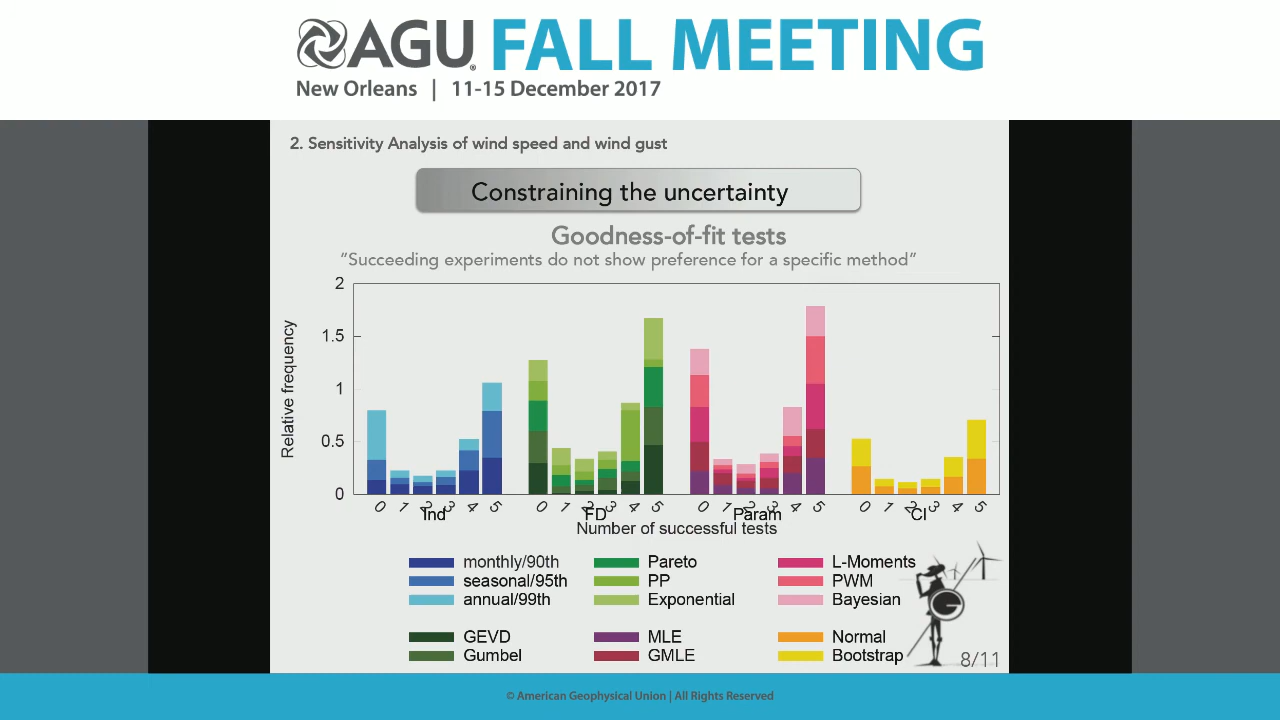 AGU FALL MEETING
New Orleans | 11-15 December 2017
2. Sensitivity Analysis of wind speed and wind gust
Constraining the uncertainty
Goodness-of-fit tests
"Succeeding experiments do not show preference for a specific method"
Relative frequency
2
1.5
1
0.5
0
0 1 2 3 4 5 0 1 2 3 4 5 0 1 2 3 4 5 0 1 2 3 4 5
Ind FD Param CI
Number of successful tests
monthly/90th Pareto L-Moments
seasonal/95th PP PWM
annual/99th Exponential Bayesian
GEVD MLE Normal
Gumbel GMLE Bootstrap
8/11
© American Geophysical Union | All Rights Reserved